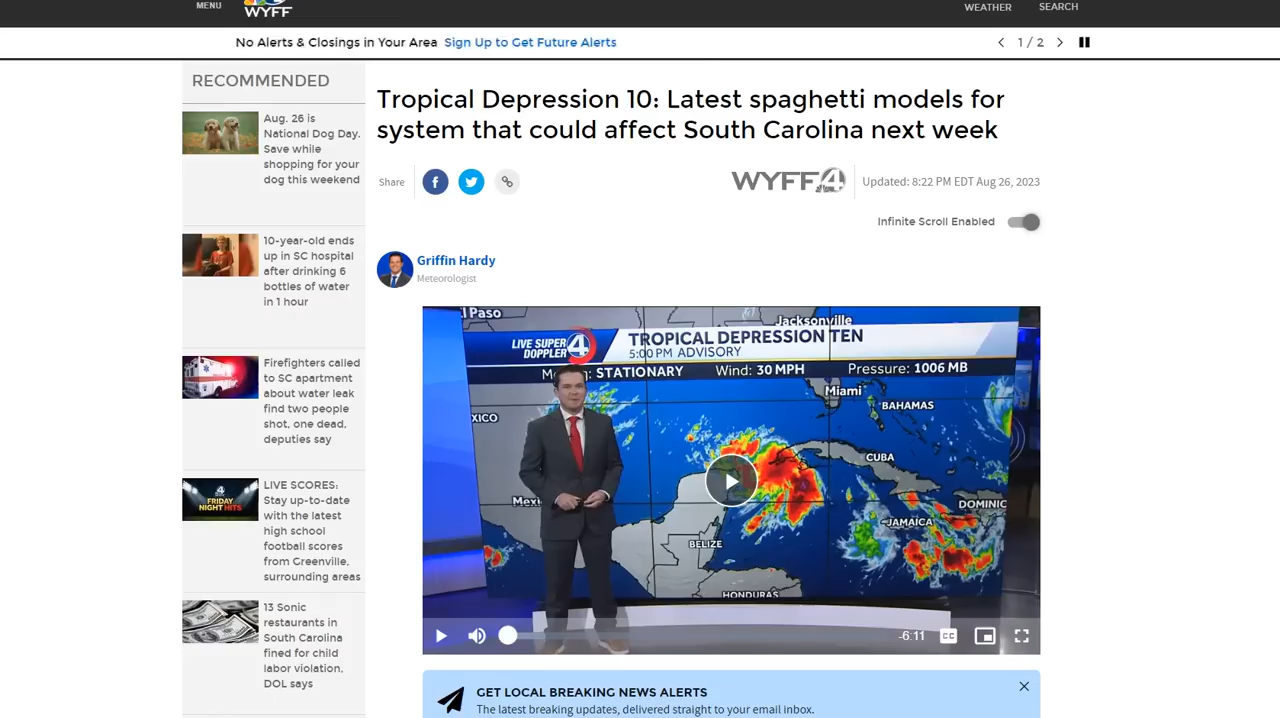 MENU
WYFF
WEATHER
SEARCH
No Alerts & Closings in Your Area Sign Up to Get Future Alerts
1 / 2
RECOMMENDED
Aug. 26 is
National Dog Day.
Save while
shopping for your
dog this weekend
10-year-old ends
up in SC hospital
after drinking 6
bottles of water
in 1 hour
Firefighters called
to SC apartment
about water leak
find two people
shot, one dead,
deputies say
FRIDAY
NIGHT HITS
LIVE SCORES:
Stay up-to-date
with the latest
high school
football scores
from Greenville,
surrounding areas
13 Sonic
restaurants in
South Carolina
fined for child
labor violation,
DOL says
Tropical Depression 10: Latest spaghetti models for
system that could affect South Carolina next week
Share
WYFF4
Updated: 8:22 PM EDT Aug 26, 2023
Infinite Scroll Enabled
Griffin Hardy
Meteorologist
l Paso
Jacksonville
LIVE SUPER
DOPPLER 4
TROPICAL DEPRESSION TEN
5:00 PM ADVISORY
STATIONARY
Wind: 30 MPH
Pressure: 1006 MB
Miami
BAHAMAS
XICO
CUBA
Mexi
DOMINIC
JAMAICA
BELIZE
HONDURAS
-6:11
CC
GET LOCAL BREAKING NEWS ALERTS
The latest breaking updates, delivered straight to your email inbox.